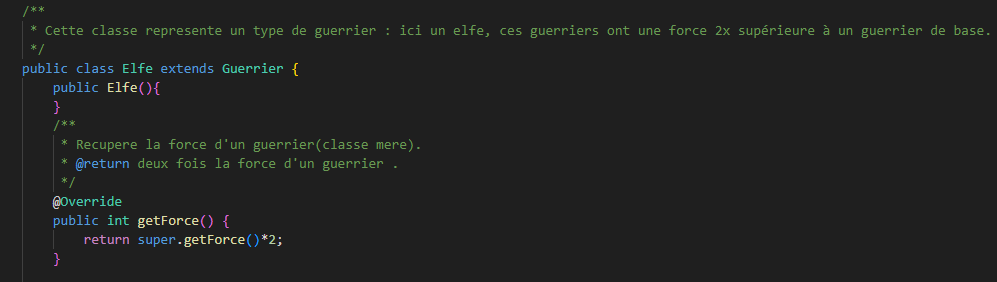 /**
 * Cette classe represente un type de guerrier : ici un elfe, ces guerriers ont une force 2x supérieure à un guerrier de base.
 */
public class Elfe extends Guerrier {
    public Elfe(){
    }
    /**
     * Recupere la force d'un guerrier(classe mere).
     * @return deux fois la force d'un guerrier .
     */
    @Override
    public int getForce() {
        return super.getForce()*2;
    }